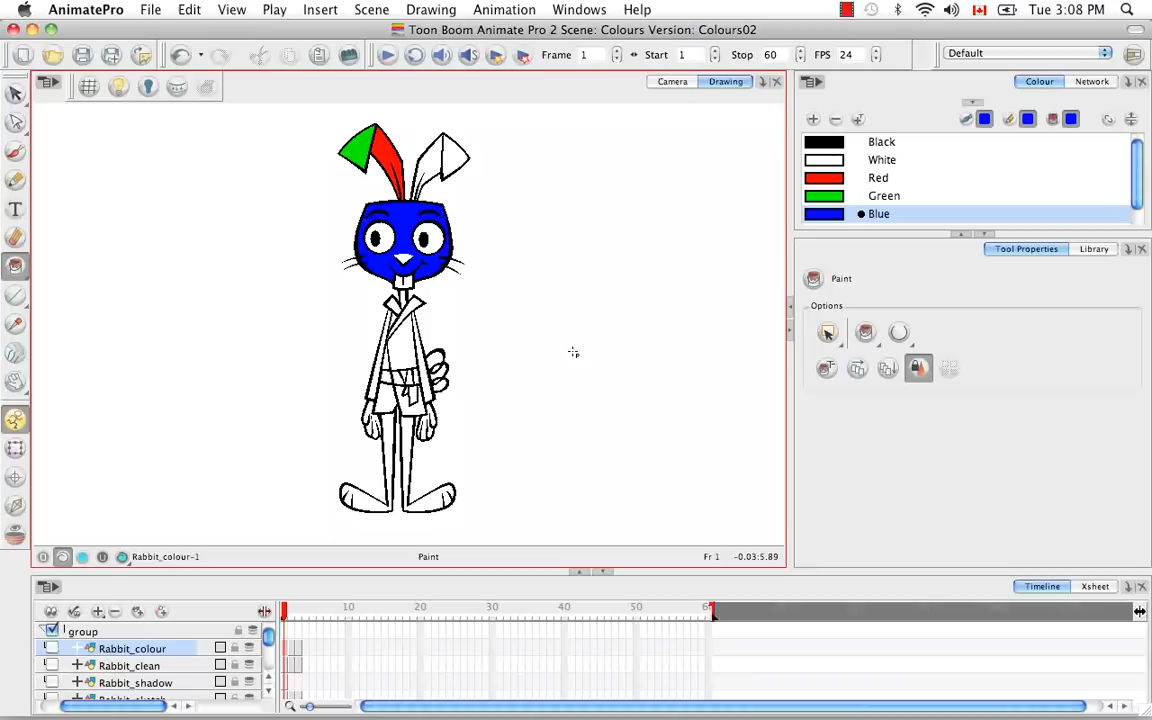 AnimatePro File Edit View Play Insert Scene Drawing Animation Windows Help Tue 3:08 PM
Toon Boom Animate Pro 2 Scene: Colours Version: Colours02
Frame 1 Start 1 Stop 60 FPS 24 Default
Camera Drawing
Colour Network
Black
White
Red
Green
Blue
Tool Properties Library
Paint
Options
Rabbit_colour-1 Paint Fr 1 -0.03:5.89
Timeline Xsheet
10 20 30 40 50
group
Rabbit_colour
Rabbit_clean
Rabbit_shadow